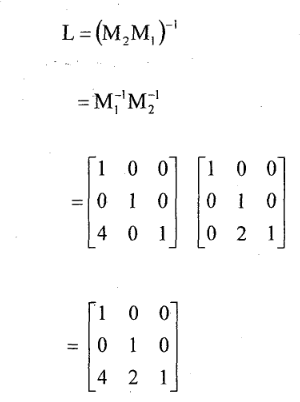 L = (M₂M₁)⁻¹
= M₁⁻¹M₂⁻¹
= [1 0 0] [1 0 0]
[0 1 0] [0 1 0]
[4 0 1] [0 2 1]
= [1 0 0]
[0 1 0]
[4 2 1]